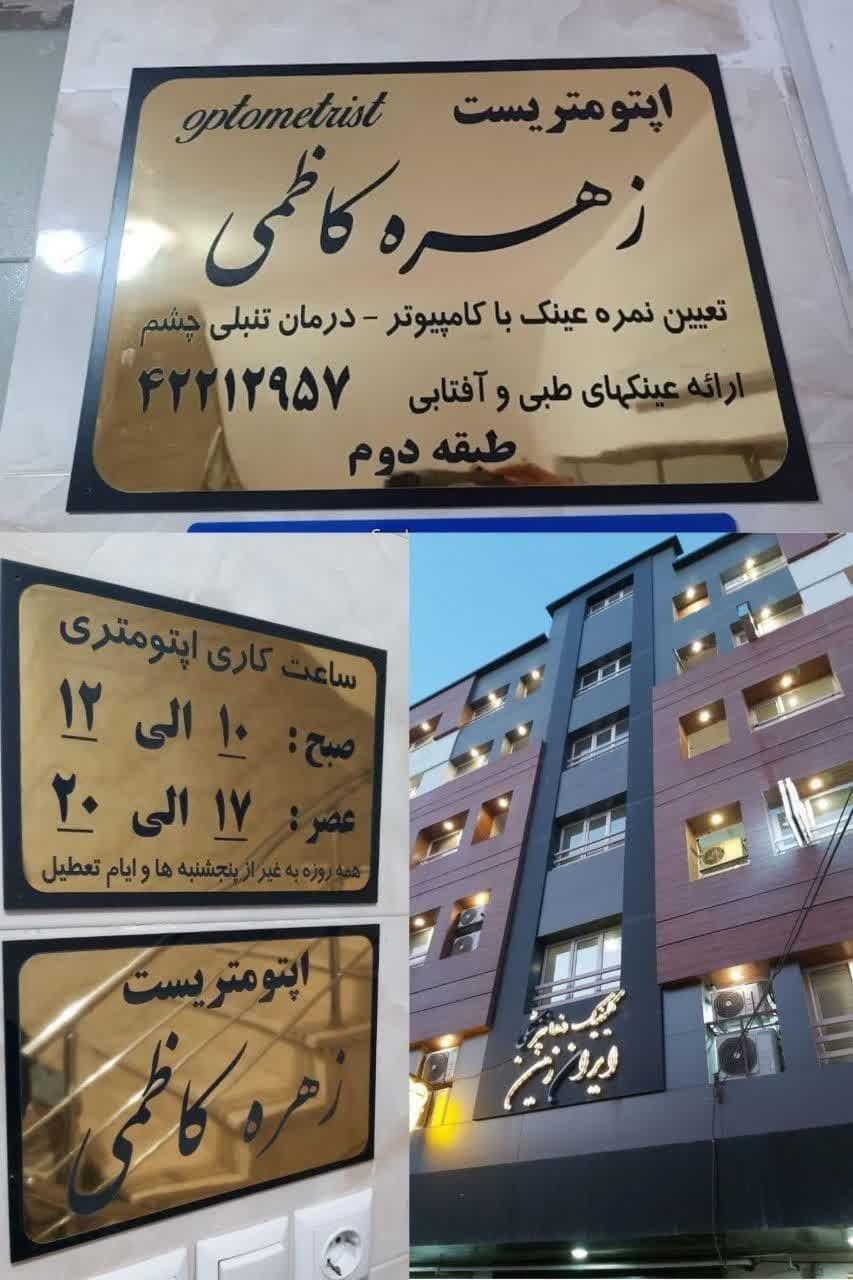 اپتومتریست optometrist
زهره کاظمی
تعیین نمره عینک با کامپیوتر - درمان تنبلی چشم
ارائه عینکهای طبی و آفتابی ۴۲۲۱۲۹۵۷
طبقه دوم
ساعت کاری اپتومتری
صبح : ۱۰ الی ۱۲
عصر : ۱۷ الی ۲۰
همه روزه به غیر از پنجشنبه ها و ایام تعطیل
اپتومتریست
زهره کاظمی
کلینیک دندانپزشکی
ایران زمین